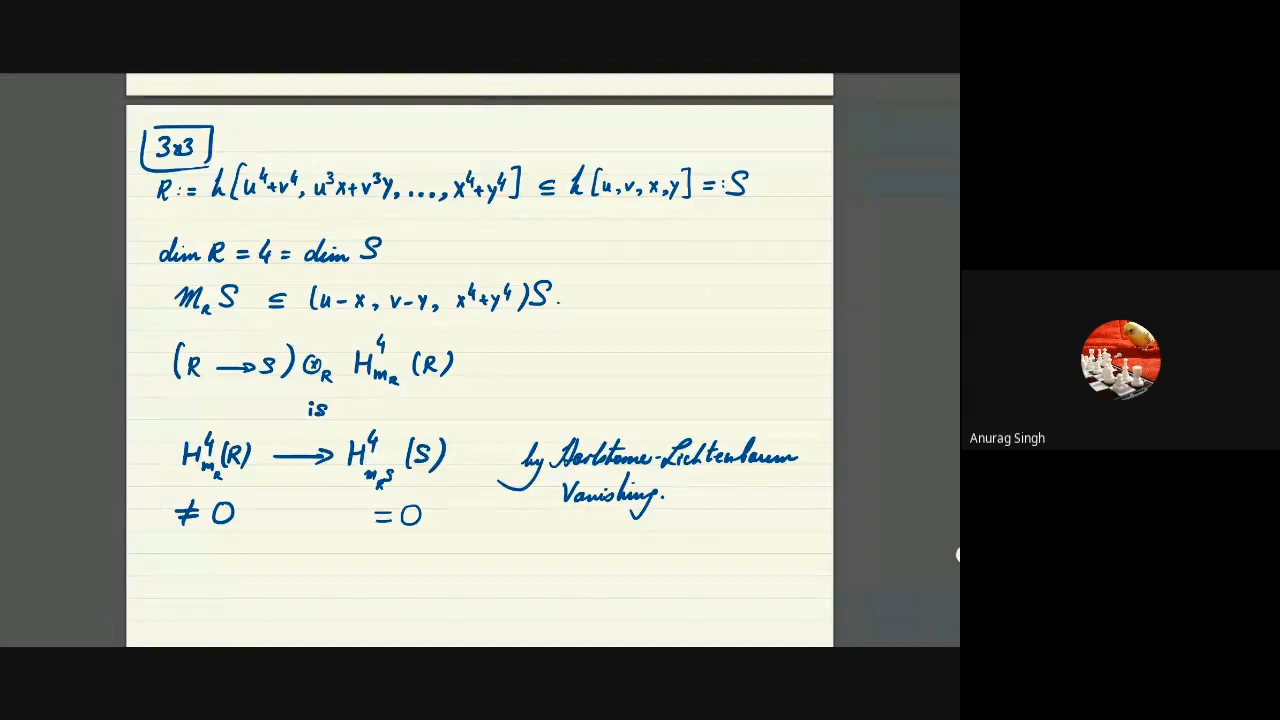 3x3
R := k[u⁴+v⁴, u³x+v³y, ..., x⁴+y⁴] ⊆ k[u,v,x,y] =: S
dim R = 4 = dim S
m_R S ⊆ (u-x, v-y, x⁴+y⁴)S.
(R → S) ⊗_R H⁴_{m_R}(R)
is
H⁴_{m_R}(R) → H⁴_{m_R S}(S) by Hartshorne-Lichtenbaum
Vanishing.
≠ 0 = 0
Anurag Singh